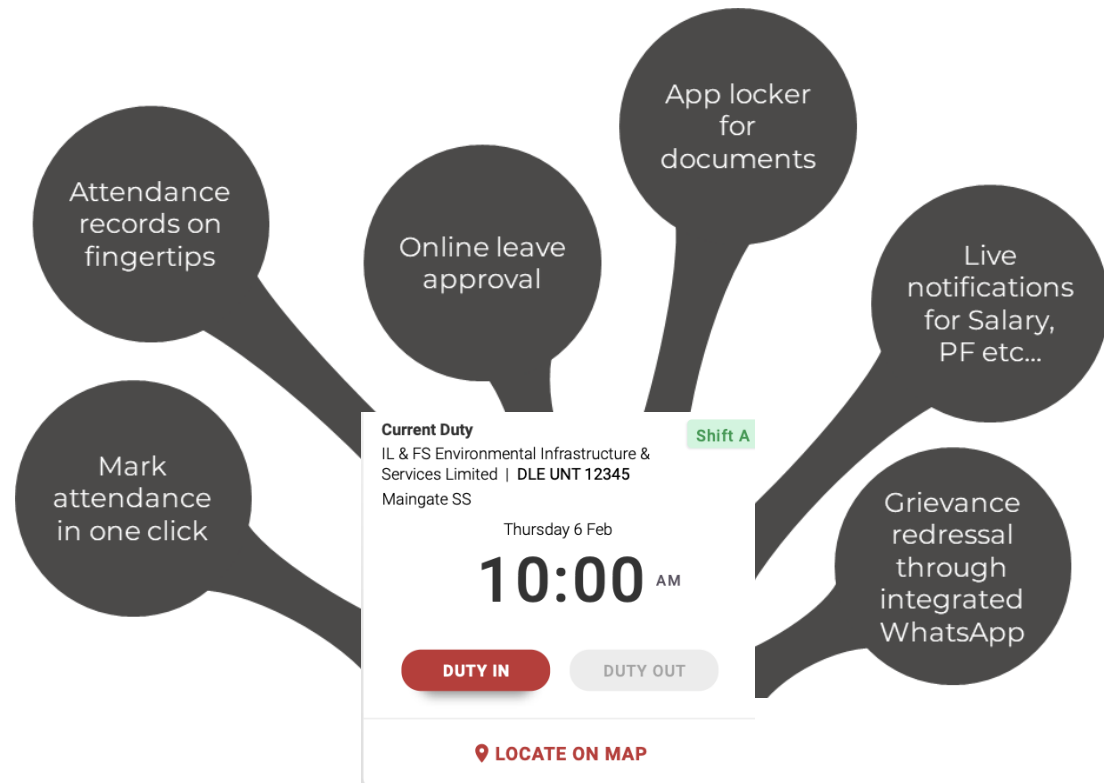 App locker
for
documents
Attendance
records on
fingertips
Online leave
approval
Live
notifications
for Salary,
PF etc...
Mark
attendance
in one click
Grievance
redressal
through
integrated
WhatsApp
Current Duty
Shift A
IL & FS Environmental Infrastructure &
Services Limited | DLE UNT 12345
Maingate SS
Thursday 6 Feb
10:00 AM
DUTY IN
DUTY OUT
LOCATE ON MAP